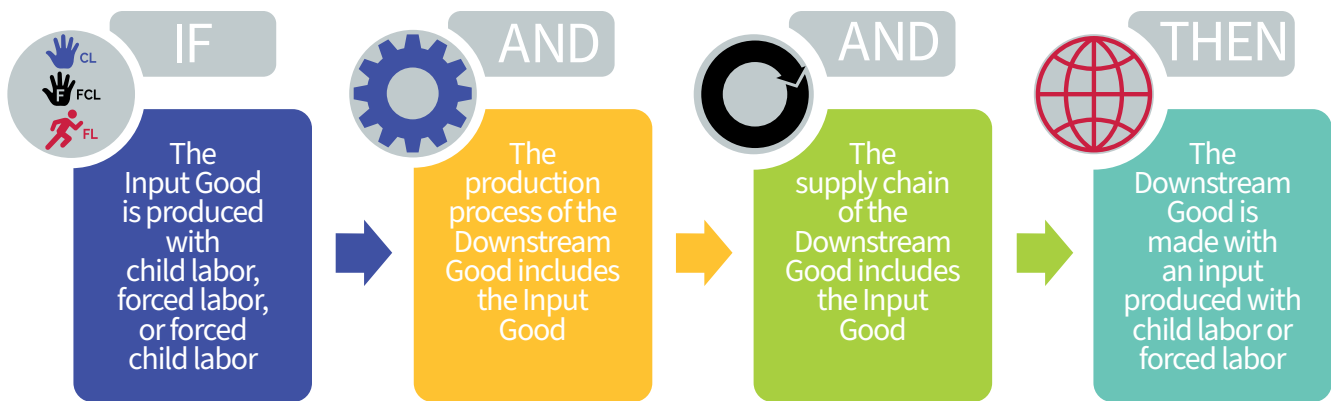 IF
CL
F
FCL
FL
The
Input Good
is produced
with
child labor,
forced labor,
or forced
child labor
AND
The
production
process of the
Downstream
Good includes
the Input
Good
AND
The
supply chain
of the
Downstream
Good includes
the Input
Good
THEN
The
Downstream
Good is
made with
an input
produced with
child labor or
forced labor